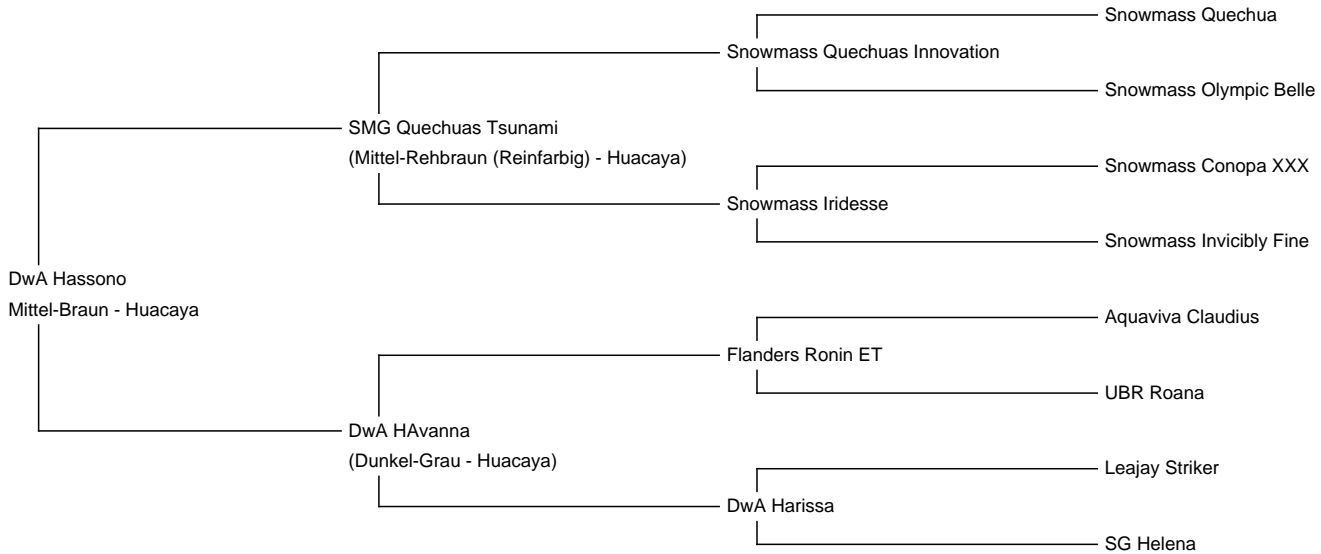 Snowmass Quechua
Snowmass Quechuas Innovation
Snowmass Olympic Belle
SMG Quechuas Tsunami
(Mittel-Rehbraun (Reinfarbig) - Huacaya)
Snowmass Conopa XXX
Snowmass Iridesse
Snowmass Invicibly Fine
DwA Hassono
Mittel-Braun - Huacaya
Aquaviva Claudius
Flanders Ronin ET
UBR Roana
DwA HAvanna
(Dunkel-Grau - Huacaya)
Leajay Striker
DwA Harissa
SG Helena